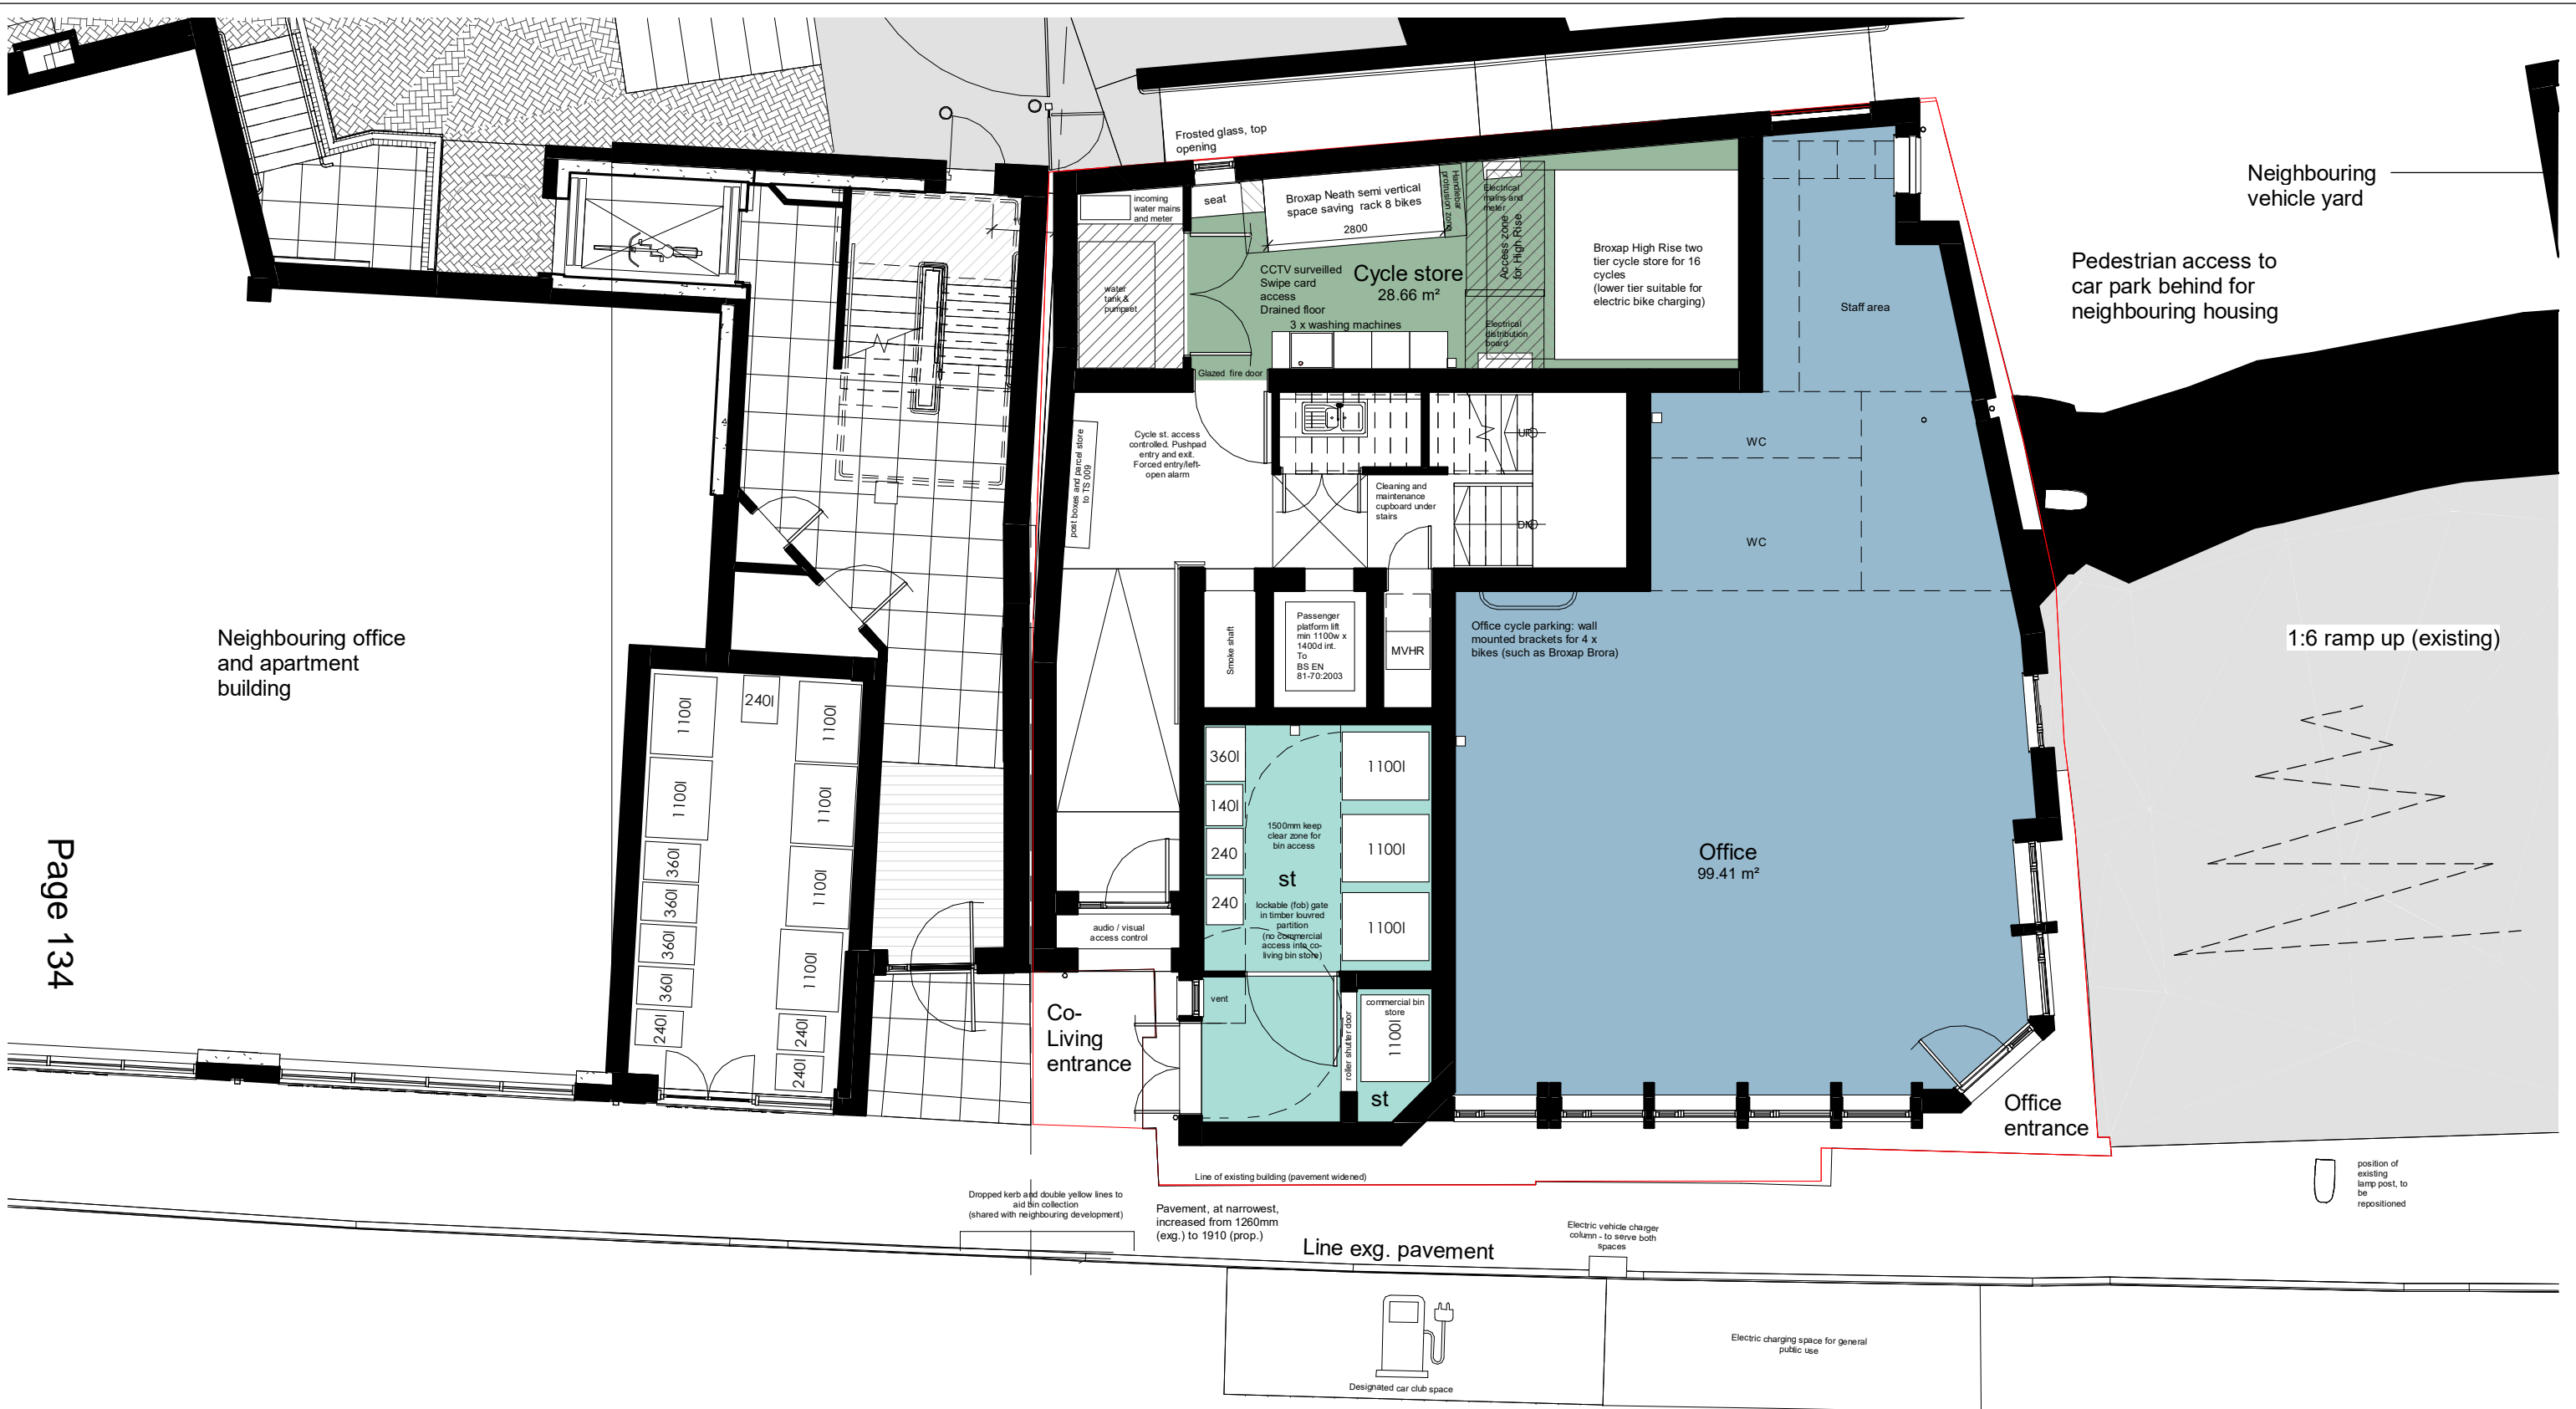 Frosted glass, top
opening
incoming
water mains
and meter
seat
Broxap Neath semi vertical
space saving rack 8 bikes
2800
Handlebar
protrusion zone
Electrical
mains and
meter
Access zone
for High Rise
Broxap High Rise two
tier cycle store for 16
cycles
(lower tier suitable for
electric bike charging)
water
tank &
pumpset
CCTV surveilled
Swipe card
access
Drained floor
Cycle store
28.66 m²
3 x washing machines
Electrical
distribution
board
Glazed fire door
Staff area
Neighbouring
vehicle yard
Pedestrian access to
car park behind for
neighbouring housing
post boxes and parcel store
to TS 009
Cycle st. access
controlled. Pushpad
entry and exit.
Forced entry/left-
open alarm
UP
WC
Cleaning and
maintenance
cupboard under
stairs
DN
WC
Neighbouring office
and apartment
building
Smoke shaft
Passenger
platform lift
min 1100w x
1400d int.
To
BS EN
81-70:2003
MVHR
Office cycle parking: wall
mounted brackets for 4 x
bikes (such as Broxap Brora)
1:6 ramp up (existing)
1100l
240l
1100l
1100l
1100l
360l
1100l
360l
360l
1100l
360l
240l
240l
240l
360l
140l
240
240
1100l
1100l
1100l
1500mm keep
clear zone for
bin access
st
lockable (fob) gate
in timber louvred
partition
(no commercial
access into co-
living bin store)
Office
99.41 m²
Page 134
audio / visual
access control
vent
roller shutter door
commercial bin
store
1100l
st
Co-
Living
entrance
Office
entrance
Line of existing building (pavement widened)
position of
existing
lamp post, to
be
repositioned
Dropped kerb and double yellow lines to
aid bin collection
(shared with neighbouring development)
Pavement, at narrowest,
increased from 1260mm
(exg.) to 1910 (prop.)
Line exg. pavement
Electric vehicle charger
column - to serve both
spaces
Designated car club space
Electric charging space for general
public use